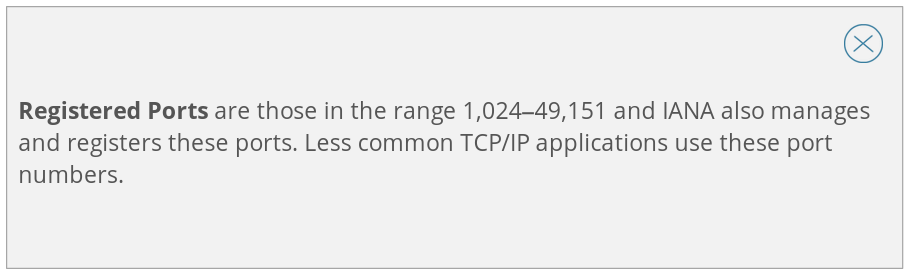 Registered Ports are those in the range 1,024–49,151 and IANA also manages
and registers these ports. Less common TCP/IP applications use these port
numbers.